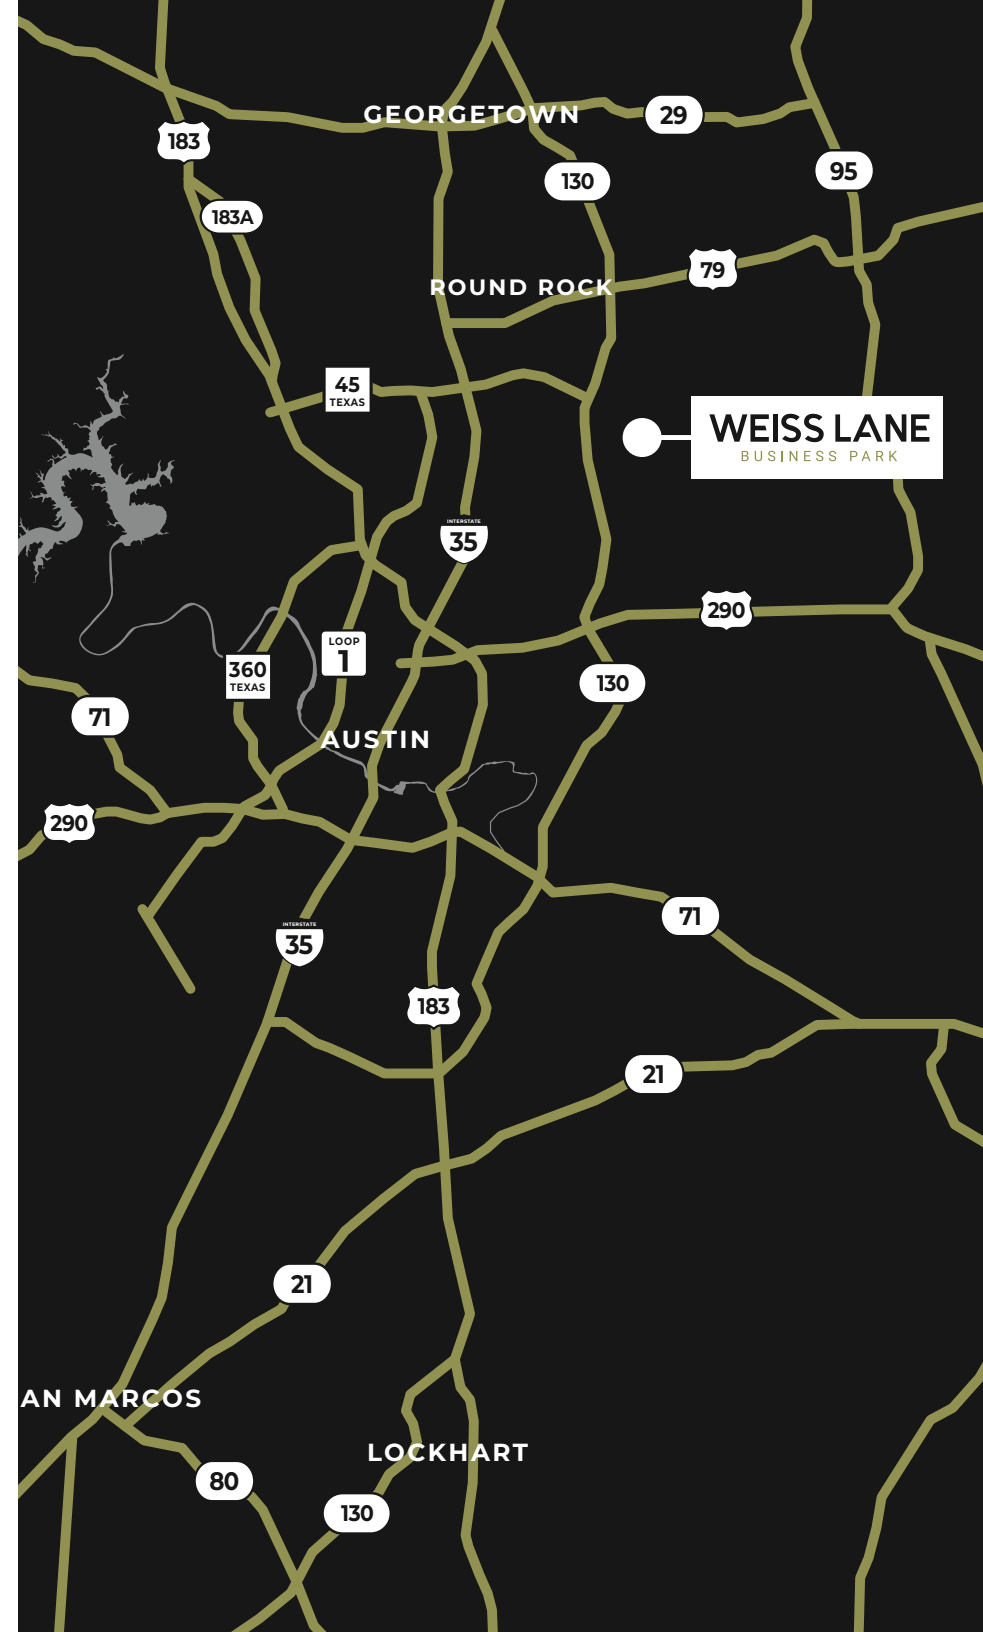 GEORGETOWN
29
183
95
130
183A
79
ROUND ROCK
45
TEXAS
WEISS LANE
BUSINESS PARK
INTERSTATE
35
290
LOOP
1
360
TEXAS
130
71
AUSTIN
290
71
INTERSTATE
35
183
21
21
AN MARCOS
LOCKHART
80
130